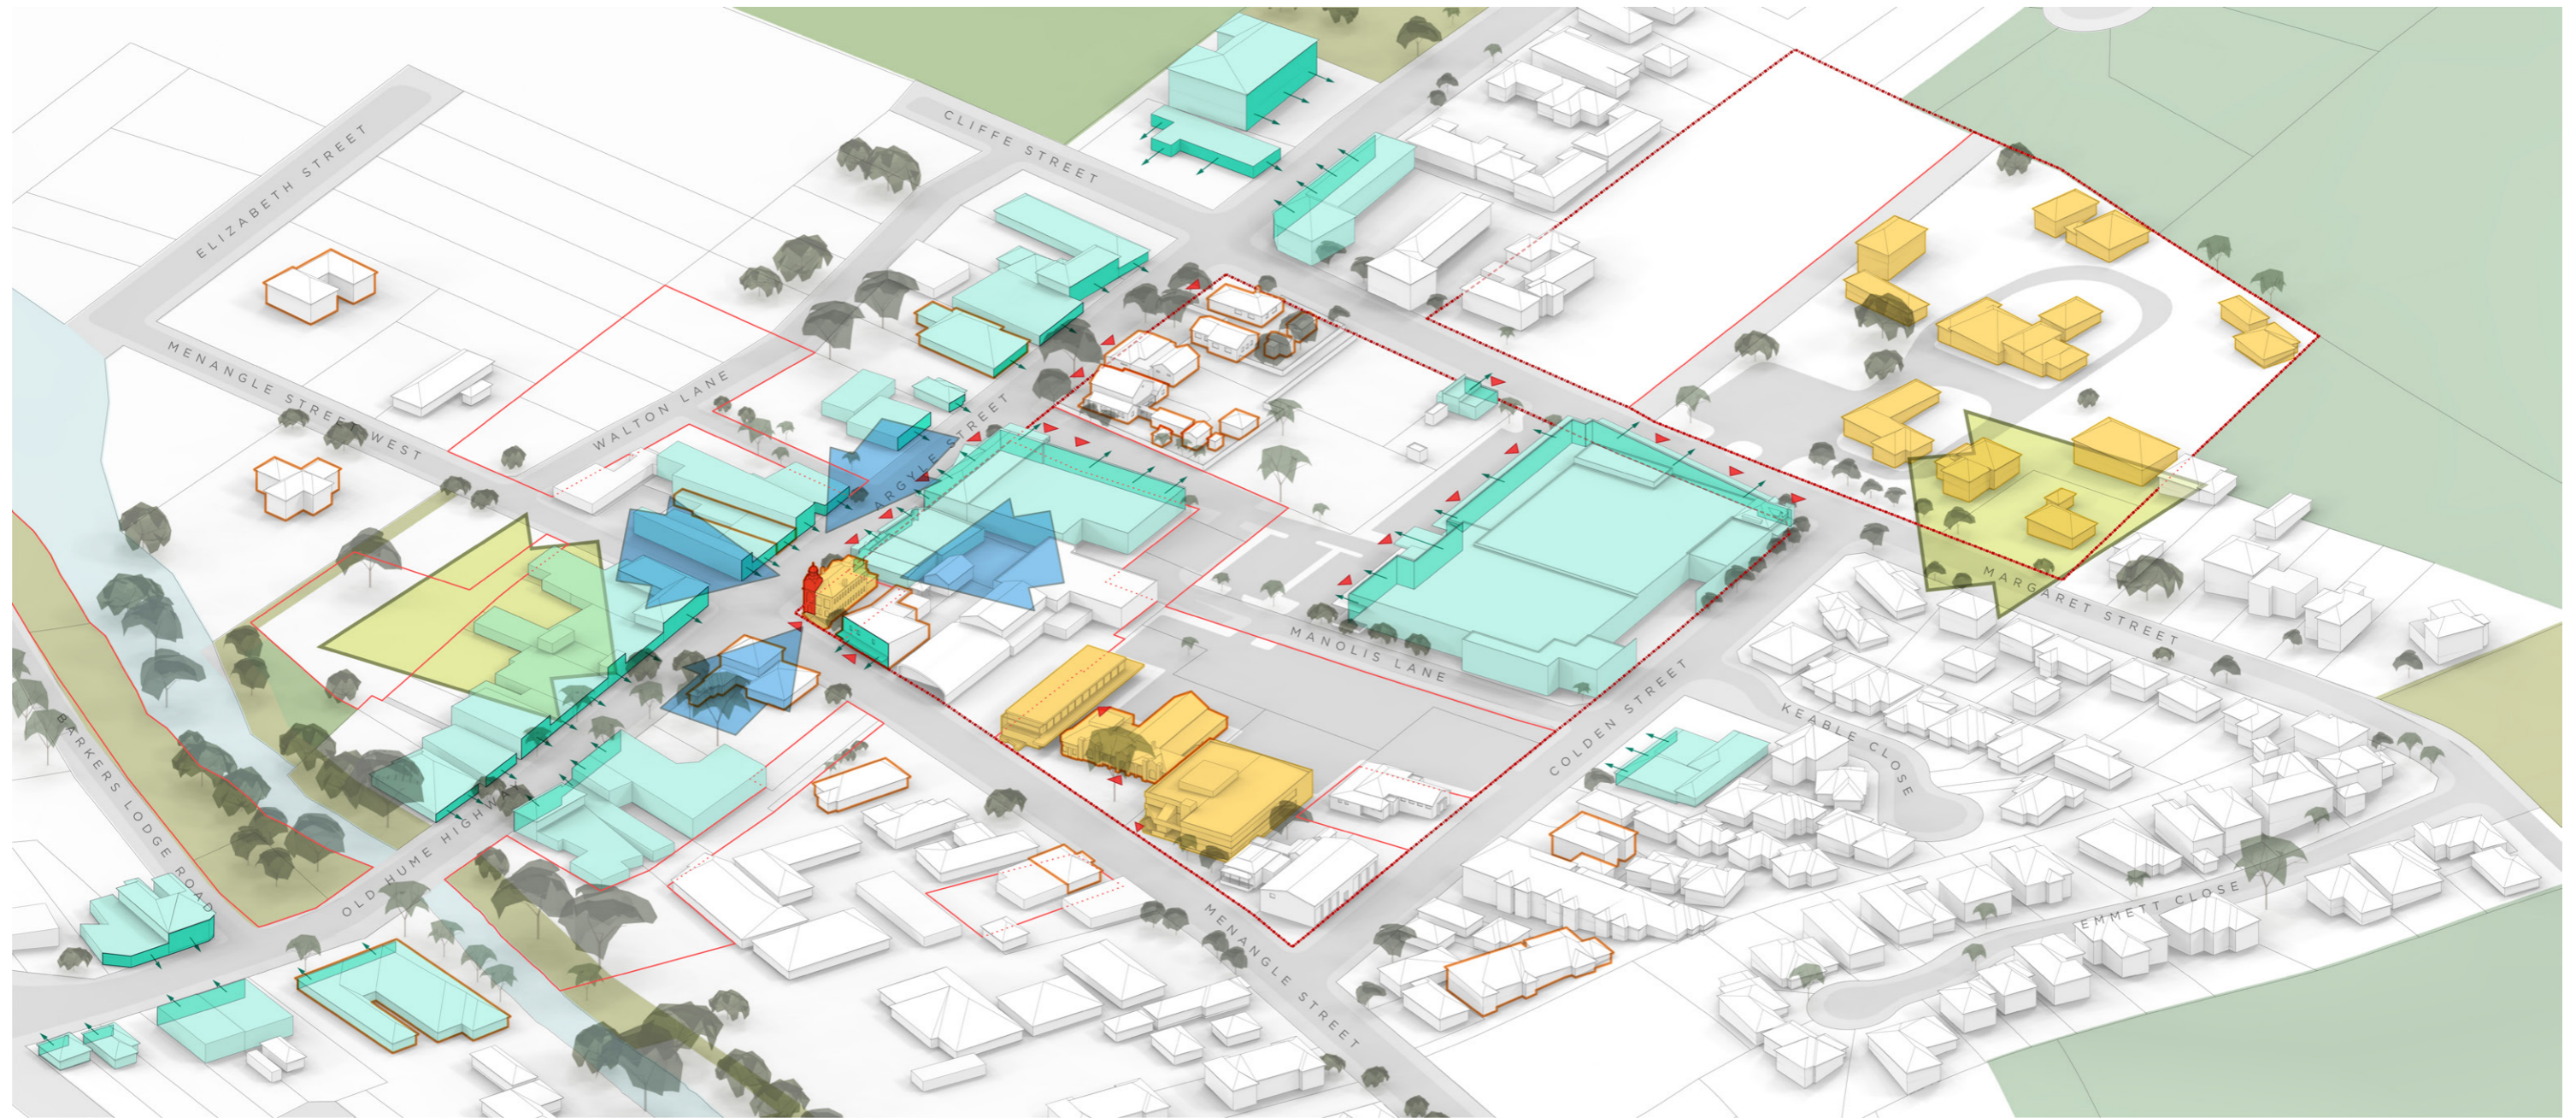 CLIFFE STREET
ELIZABETH STREET
MENANGLE STREET WEST
WALTON LANE
ARGYLE STREET
MARGARET STREET
MANOLIS LANE
COLDEN STREET
KEABLE CLOSE
BARKERS LODGE ROAD
OLD HUME HIGHWAY
EMMETT CLOSE
MENANGLE STREET